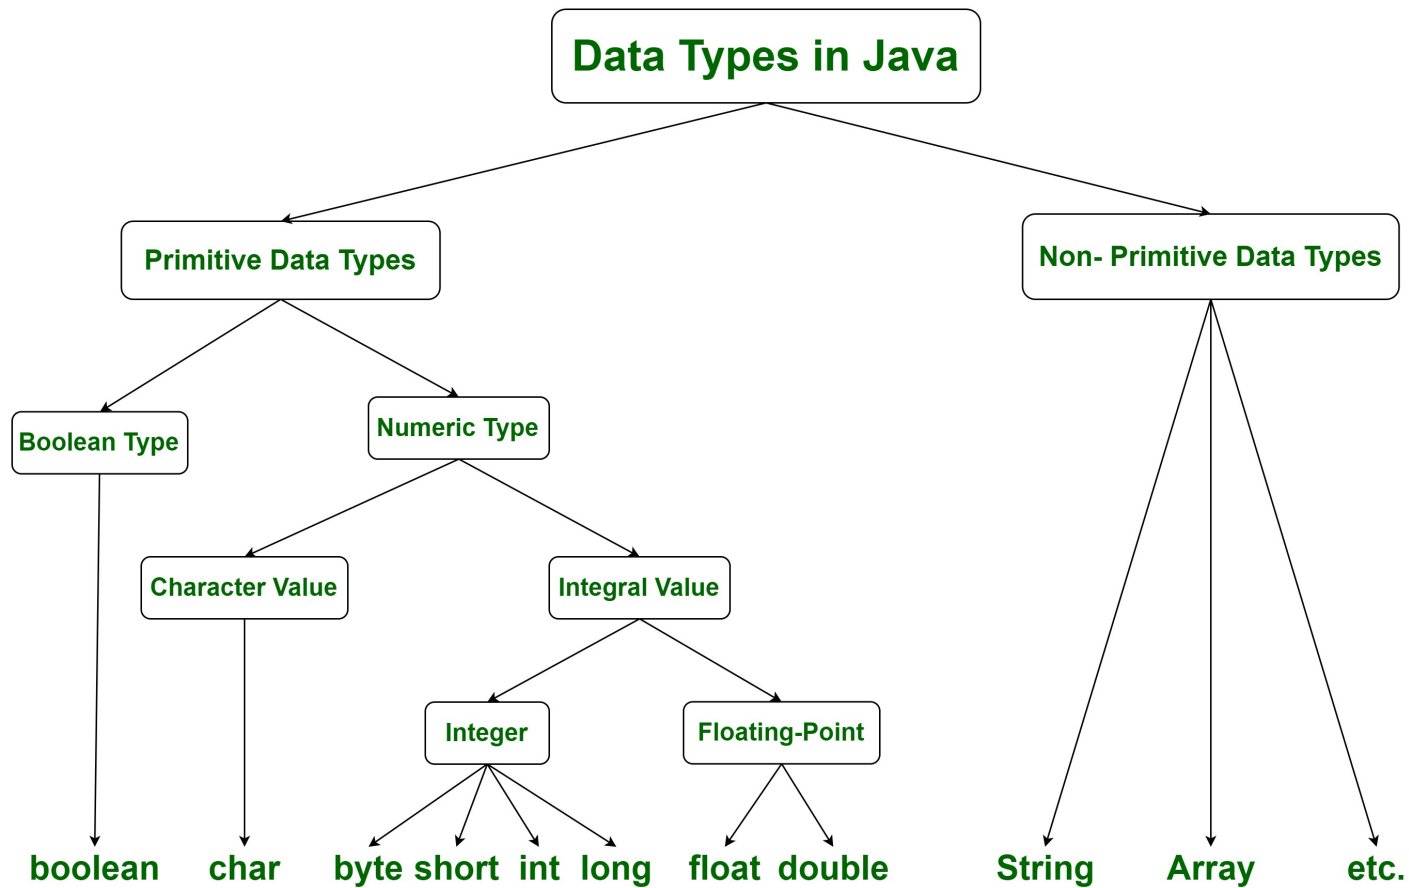 Data Types in Java
Primitive Data Types
Non- Primitive Data Types
Boolean Type
Numeric Type
Character Value
Integral Value
Integer
Floating-Point
boolean
char
byte
short
int
long
float
double
String
Array
etc.